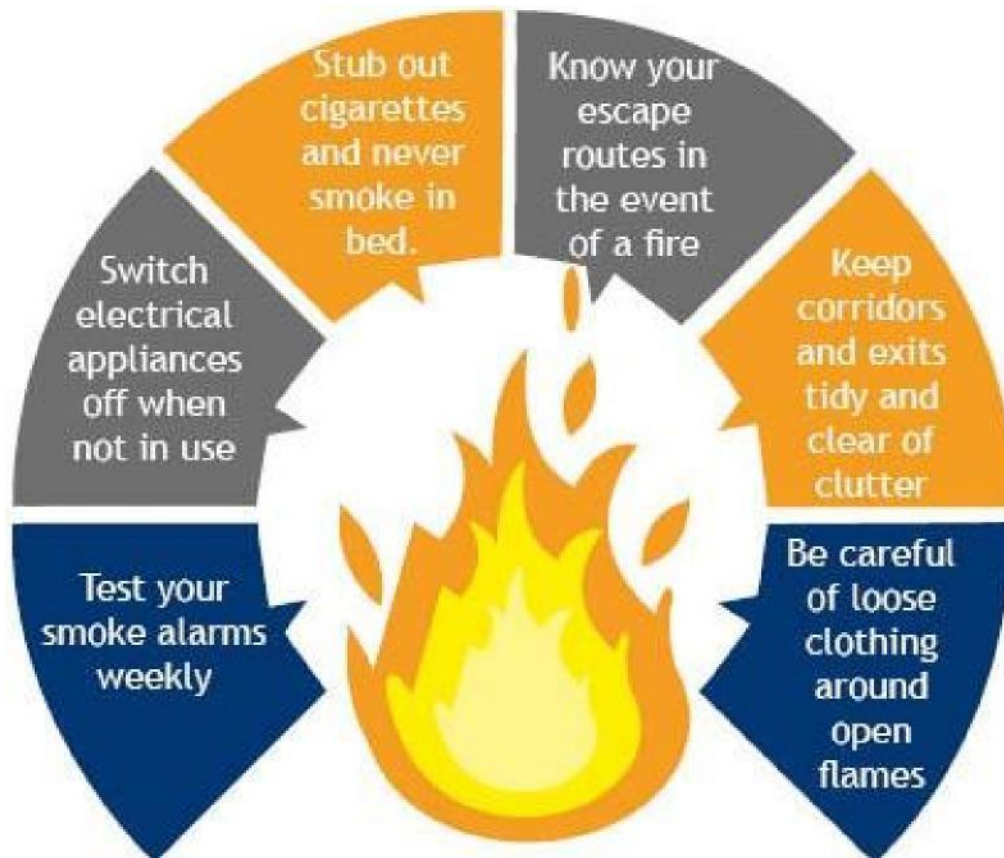 Test your
smoke alarms
weekly
Switch
electrical
appliances
off when
not in use
Stub out
cigarettes
and never
smoke in
bed.
Know your
escape
routes in
the event
of a fire
Keep
corridors
and exits
tidy and
clear of
clutter
Be careful
of loose
clothing
around
open
flames